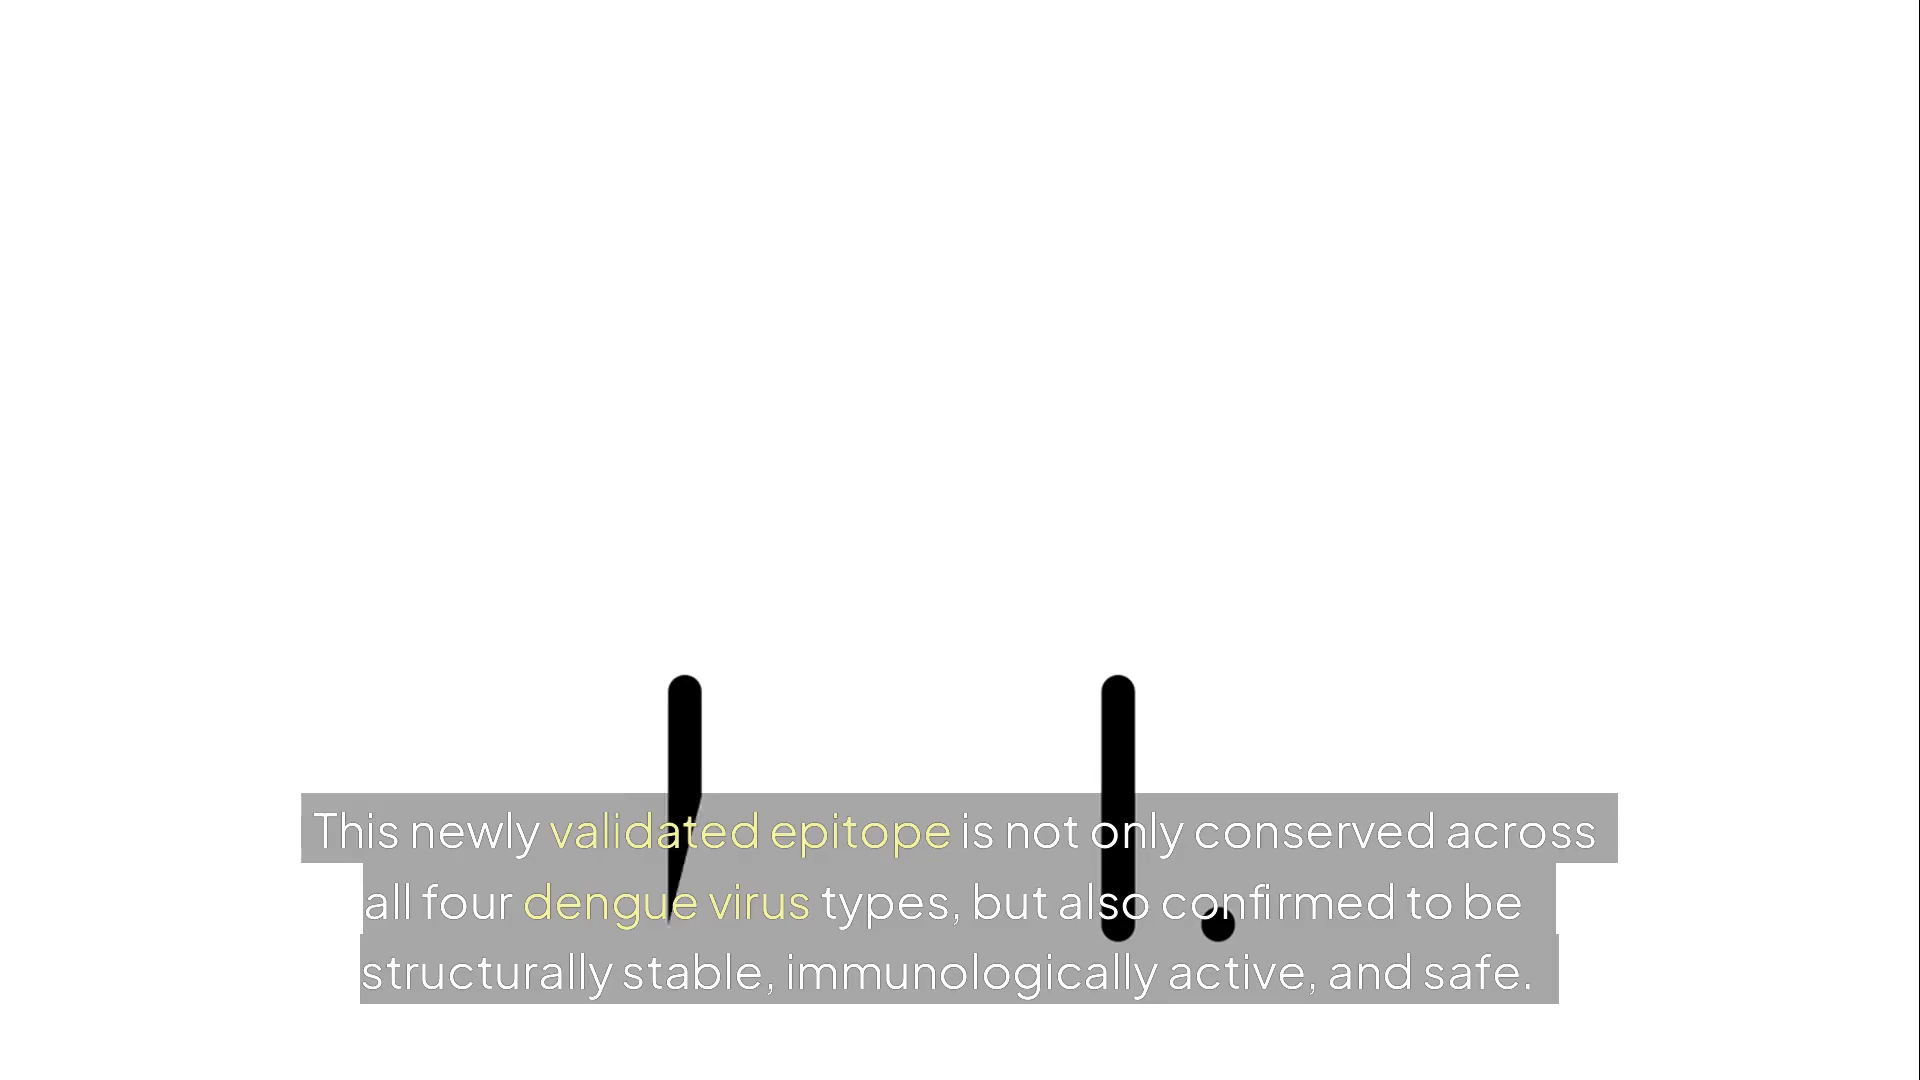 This newly validated epitope is not only conserved across
all four dengue virus types, but also confirmed to be
structurally stable, immunologically active, and safe.